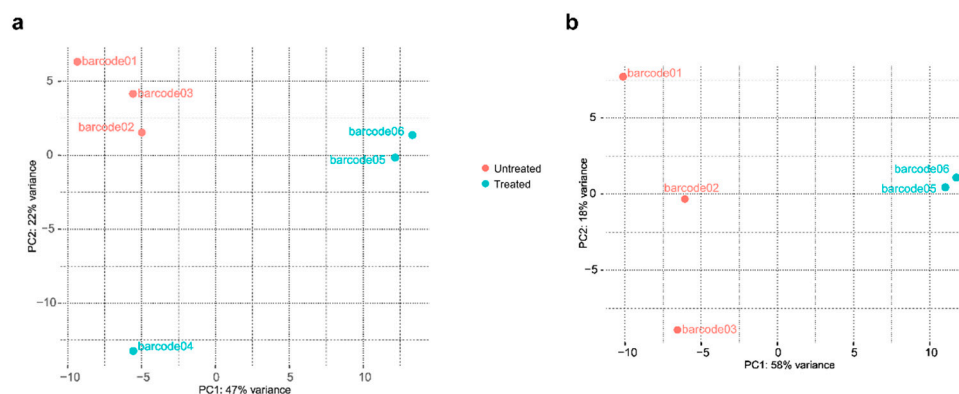 a
barcode01
barcode03
barcode02
barcode06
barcode05
barcode04
5
0
−5
−10
PC2: 22% variance
−10
−5
0
5
10
PC1: 47% variance
Untreated
Treated
b
barcode01
barcode02
barcode06
barcode05
barcode03
5
0
−5
PC2: 18% variance
−10
−5
0
5
10
PC1: 58% variance